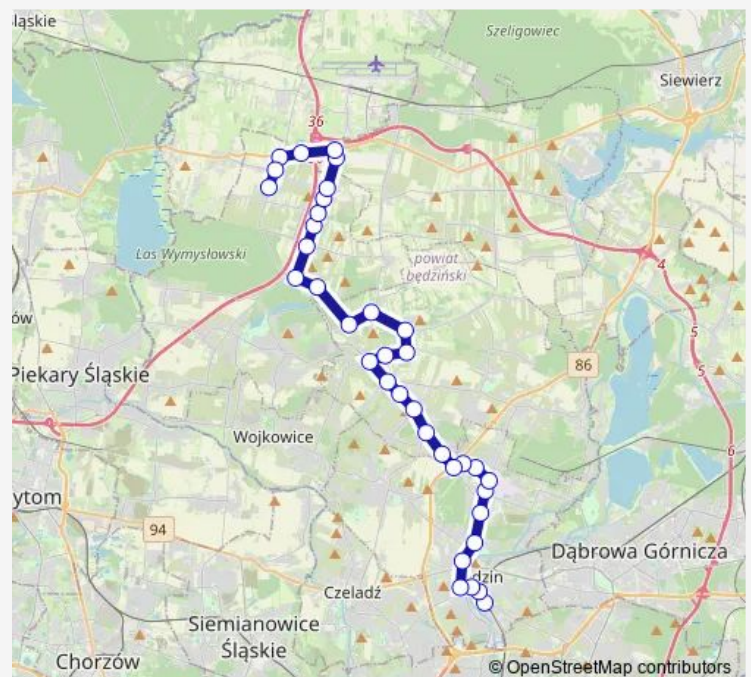 ląskie
Szeligowiec
Siewierz
36
Las Wymysłowski
powiat
będziński
4
ów
5
86
Piekary Śląskie
5
Wojkowice
6
ytom
94
Dąbrowa Górnicza
dzin
Czeladź
Siemianowice
Śląskie
Chorzów
© OpenStreetMap contributors